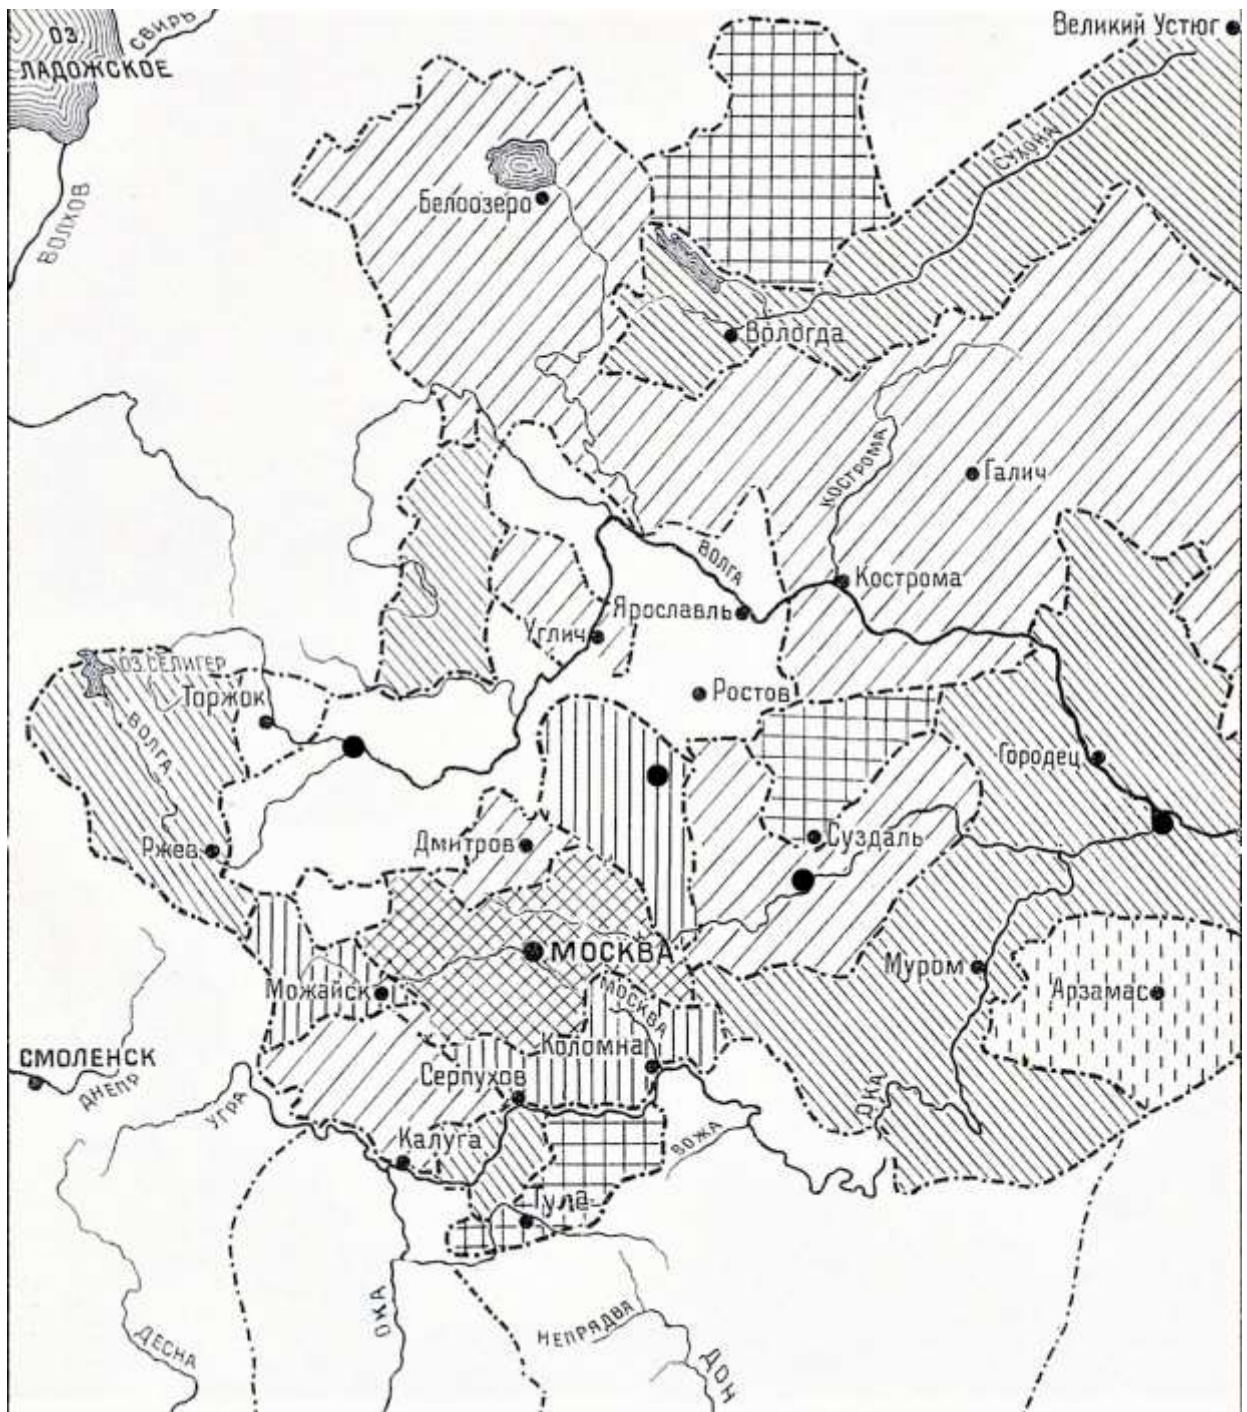 Великий Устюг
СВИРЬ
ОЗ.
ЛАДОЖСКОЕ
СУХОНА
ВОЛХОВ
Белоозеро
Вологда
КОСТРОМА
Галич
ВОЛГА
Кострома
Ярославль
Углич
ОЗ. СЕЛИГЕР
Торжок
Ростов
ВОЛГА
Городец
Ржев
Дмитров
Суздаль
МОСКВА
Муром
Можайск
МОСКВА
Арзамас
СМОЛЕНСК
Коломна
ДНЕПР
Серпухов
ОКА
УГРА
Калуга
ВОЖА
Тула
ОКА
НЕПРЯДВА
ДЕСНА
ДОН